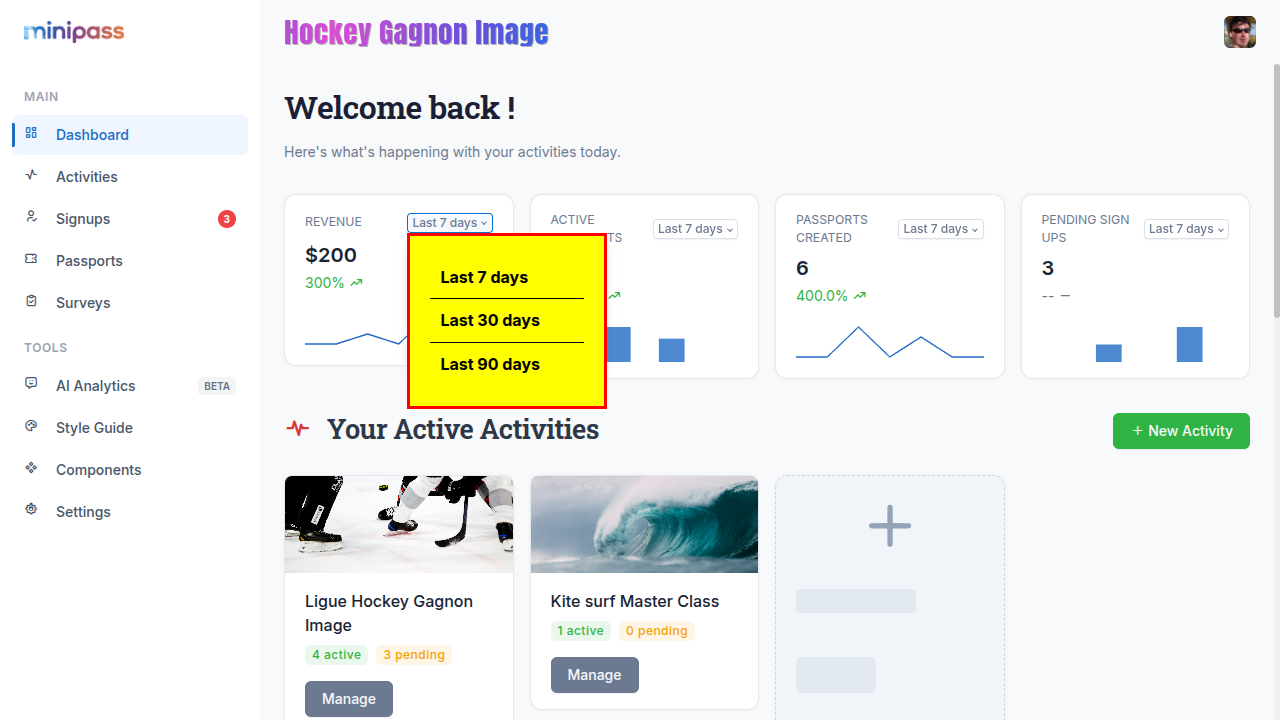 minipass
Hockey Gagnon Image
MAIN
Dashboard
Activities
Signups
3
Passports
Surveys
TOOLS
AI Analytics
BETA
Style Guide
Components
Settings
Welcome back !
Here's what's happening with your activities today.
REVENUE
Last 7 days
$200
300%
Last 7 days
Last 30 days
Last 90 days
ACTIVE
TS
Last 7 days
PASSPORTS
CREATED
Last 7 days
6
400.0%
PENDING SIGN
UPS
Last 7 days
3
-- –
Your Active Activities
+ New Activity
Ligue Hockey Gagnon
Image
4 active
3 pending
Manage
Kite surf Master Class
1 active
0 pending
Manage